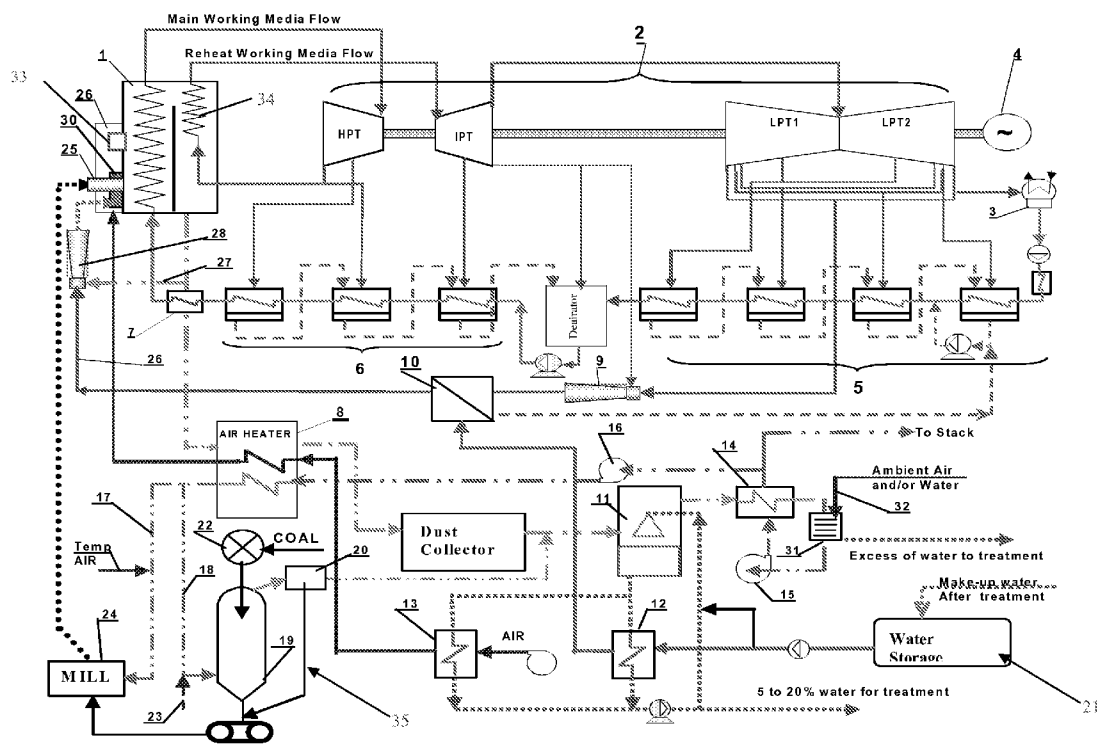 Main Working Media Flow
2
Reheat Working Media Flow
1
4
33
26
34
30
HPT
IPT
LPT1
LPT2
~
25
3
28
27
7
Deairator
6
5
26
10
9
8
16
To Stack
AIR HEATER
14
Ambient Air
and/or Water
17
11
32
22
COAL
20
Dust
Collector
31
Temp
AIR
Excess of water to treatment
18
15
Make-up water
After treatment
13
12
24
19
AIR
Water
Storage
MILL
5 to 20% water for treatment
23
35
21